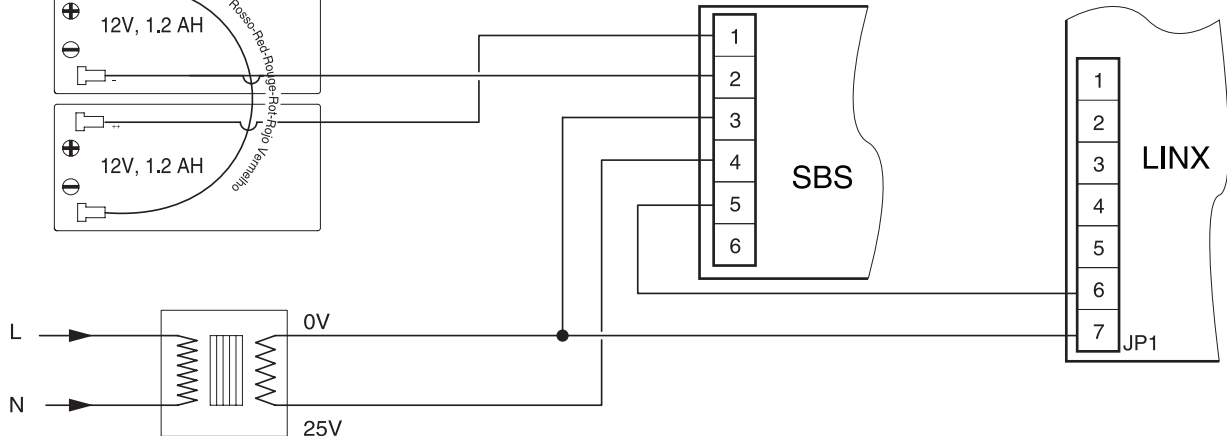 12V, 1.2 AH
-
Rosso-Red-Rouge-Rot-Rojo Vermelho
+
12V, 1.2 AH
1
2
3
4
5
6
SBS
1
2
3
4
5
6
7
JP1
LINX
L
N
0V
25V